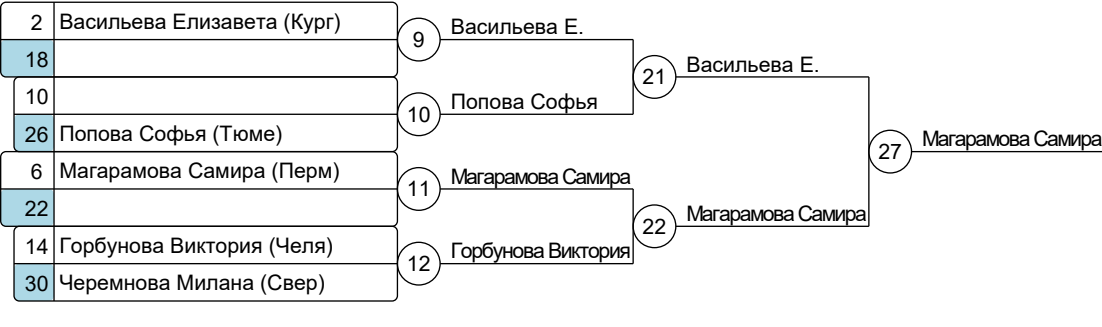 2 Васильева Елизавета (Кург)
18
10
26 Попова Софья (Тюме)
6 Магарамова Самира (Перм)
22
14 Горбунова Виктория (Челя)
30 Черемнова Милана (Свер)
9 Васильева Е.
10 Попова Софья
11 Магарамова Самира
12 Горбунова Виктория
21 Васильева Е.
22 Магарамова Самира
27 Магарамова Самира